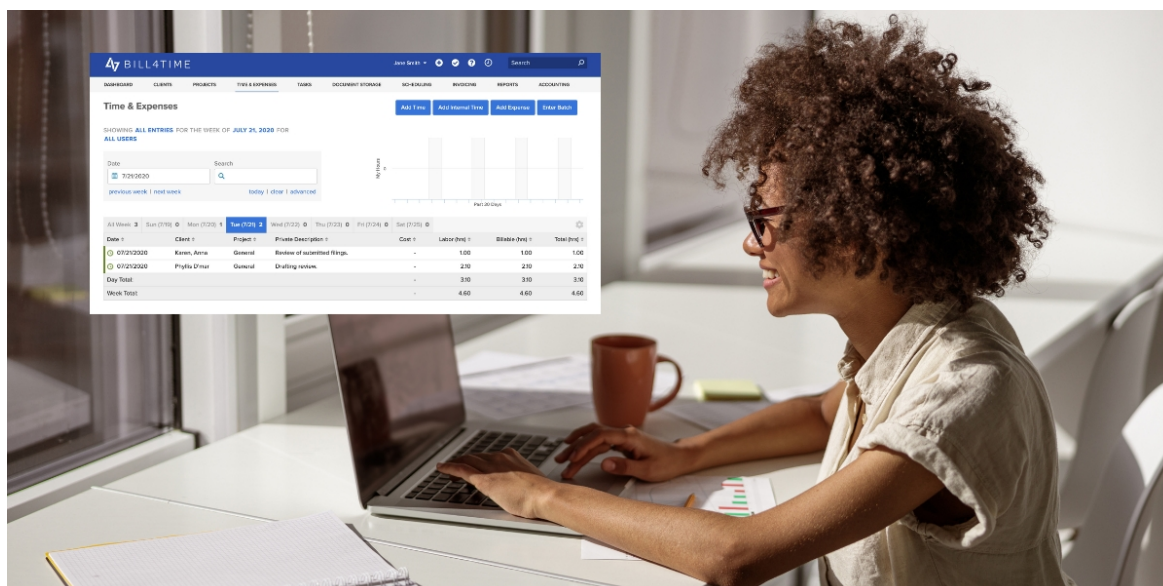 BILL4TIME
Jane Smith
Search
DASHBOARD CLIENTS PROJECTS TIME & EXPENSES TASKS DOCUMENT STORAGE SCHEDULING INVOICING REPORTS ACCOUNTING
Time & Expenses
Add Time Add Internal Time Add Expense Enter Batch
SHOWING ALL ENTRIES FOR THE WEEK OF JULY 21, 2020 FOR
ALL USERS
Date Search
7/21/2020
previous week | next week today | clear | advanced
My Hours
0
Past 30 Days
All Week 3 Sun (7/19) 0 Mon (7/20) 1 Tue (7/21) 2 Wed (7/22) 0 Thu (7/23) 0 Fri (7/24) 0 Sat (7/25) 0
Date Client Project Private Description Cost Labor (hrs) Billable (hrs) Total (hrs)
07/21/2020 Karen, Anna General Review of submitted filings. - 1.00 1.00 1.00
07/21/2020 Phyllis D'mur General Drafting review. - 2.10 2.10 2.10
Day Total: - 3.10 3.10 3.10
Week Total: - 4.60 4.60 4.60